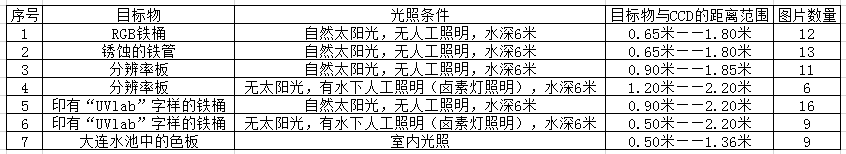 序号 目标物 光照条件 目标物与CCD的距离范围 图片数量
1 RGB铁桶 自然太阳光，无人工照明，水深6米 0.65米——1.80米 12
2 锈蚀的铁管 自然太阳光，无人工照明，水深6米 0.65米——1.80米 13
3 分辨率板 自然太阳光，无人工照明，水深6米 0.90米——1.85米 11
4 分辨率板 无太阳光，有水下人工照明（卤素灯照明），水深6米 1.20米——2.20米 6
5 印有“UVlab”字样的铁桶 自然太阳光，无人工照明，水深6米 0.90米——2.20米 16
6 印有“UVlab”字样的铁桶 无太阳光，有水下人工照明（卤素灯照明），水深6米 0.50米——2.20米 9
7 大连水池中的色板 室内光照 0.50米——1.36米 9